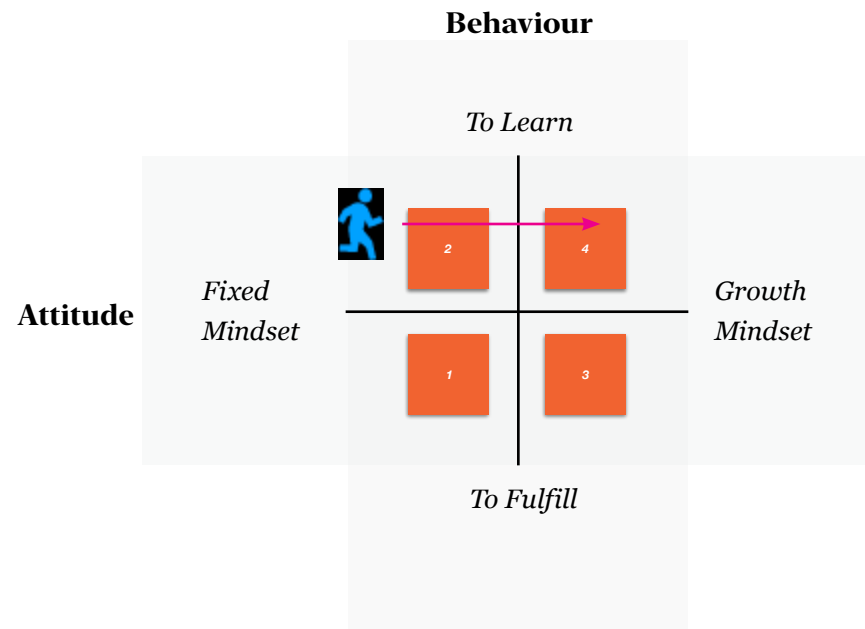 Behaviour
To Learn
2
4
Fixed
Mindset
Attitude
Growth
Mindset
1
3
To Fulfill